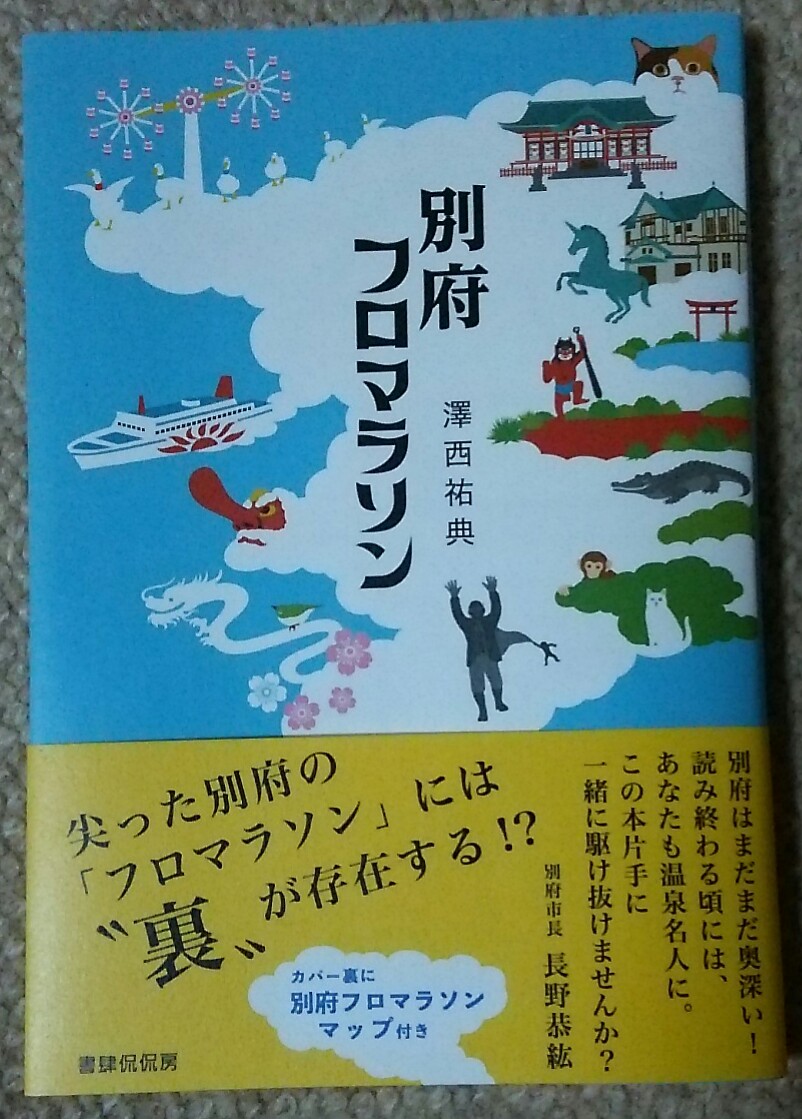 別府
フロマラソン
澤西祐典
別府はまだまだ奥深い！
読み終わる頃には、
あなたも温泉名人に。
この本片手に
一緒に駆け抜けませんか？
別府市長 長野恭紘
尖った別府の
「フロマラソン」には
〝裏〟が存在する!?
カバー裏に
別府フロマラソン
マップ付き
書肆侃侃房